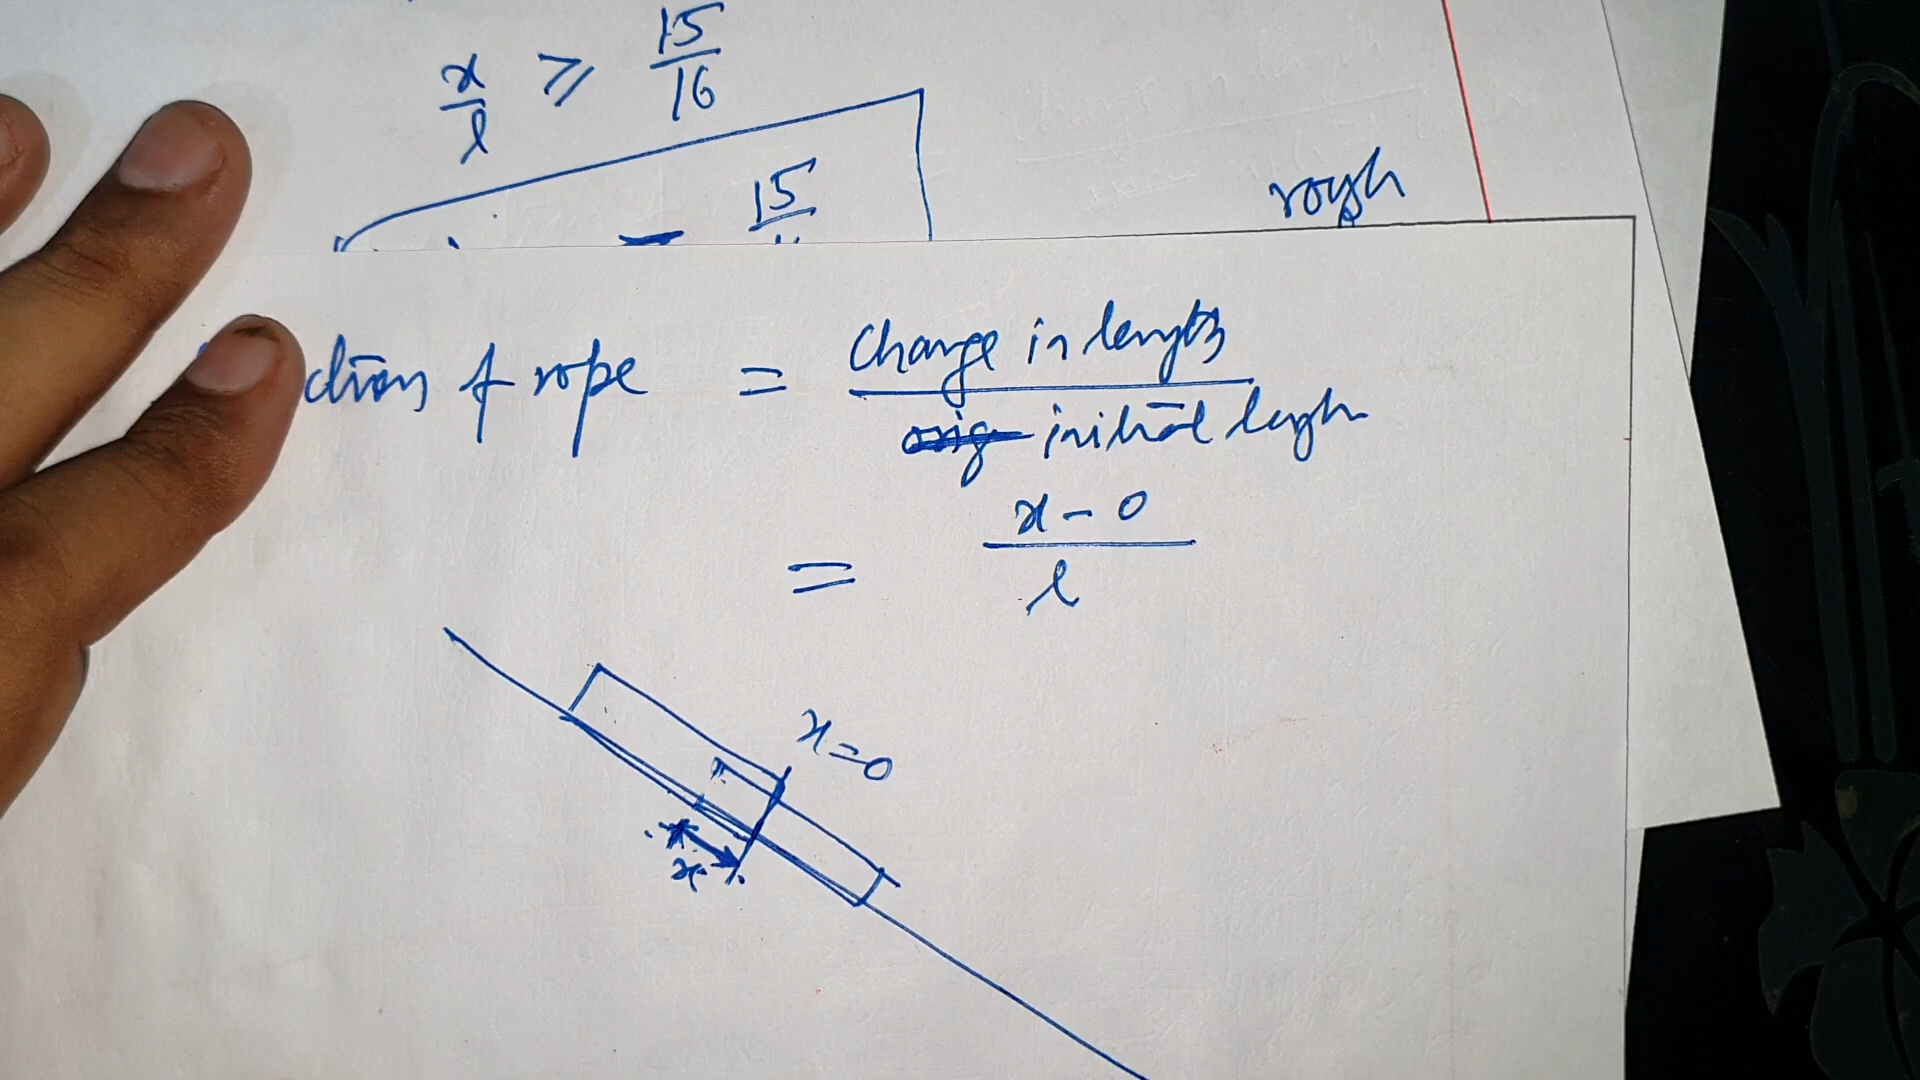 x/l ≥ 15/16
15
rough
ction of rope = Change in length / initial length
= x - 0 / l
x=0
x